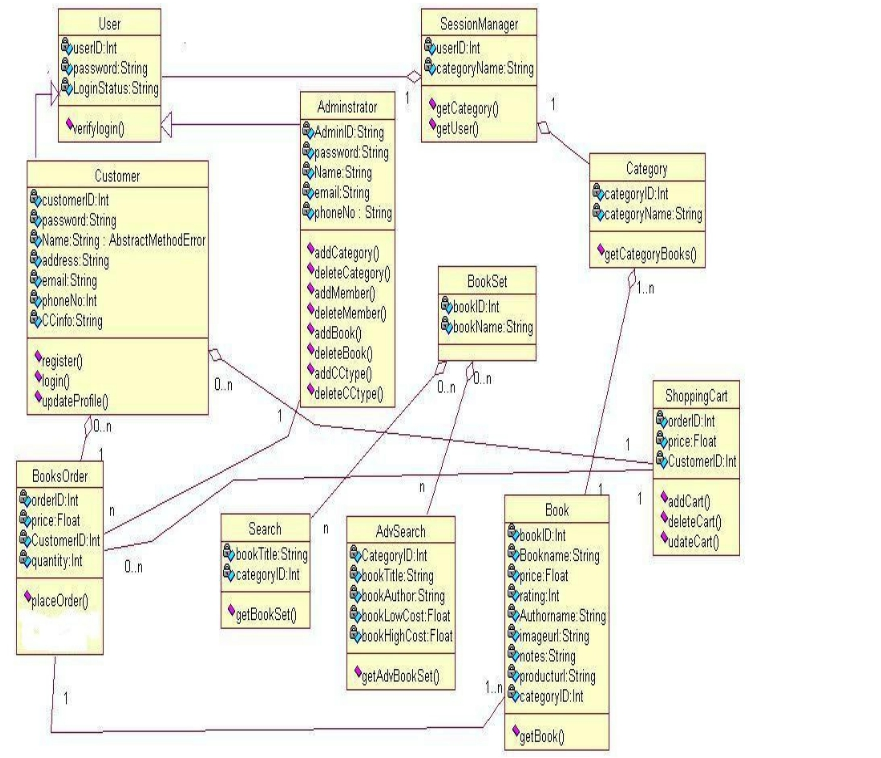 User
userID:Int
password:String
LoginStatus:String
verifylogin()
SessionManager
userID:Int
categoryName:String
getCategory()
getUser()
1
1
Adminstrator
AdminID:String
password:String
Name:String
email:String
phoneNo : String
addCategory()
deleteCategory()
addMember()
deleteMember()
addBook()
deleteBook()
addCCtype()
deleteCCtype()
Customer
customerID:Int
password:String
Name:String : AbstractMethodError
address:String
email:String
phoneNo:Int
CCinfo:String
register()
login()
updateProfile()
Category
categoryID:Int
categoryName:String
getCategoryBooks()
1..n
BookSet
bookID:Int
bookName:String
0..n
0..n
0..n
0..n
1
1
ShoppingCart
orderID:Int
price:Float
CustomerID:Int
addCart()
deleteCart()
udateCart()
1
1
BooksOrder
orderID:Int
price:Float
CustomerID:Int
quantity:Int
placeOrder()
n
0..n
n
n
1
Search
bookTitle:String
categoryID:Int
getBookSet()
AdvSearch
CategoryID:Int
bookTitle:String
bookAuthor:String
bookLowCost:Float
bookHighCost:Float
getAdvBookSet()
Book
bookID:Int
Bookname:String
price:Float
rating:Int
Authorname:String
imageurl:String
notes:String
producturl:String
categoryID:Int
getBook()
1..n
1